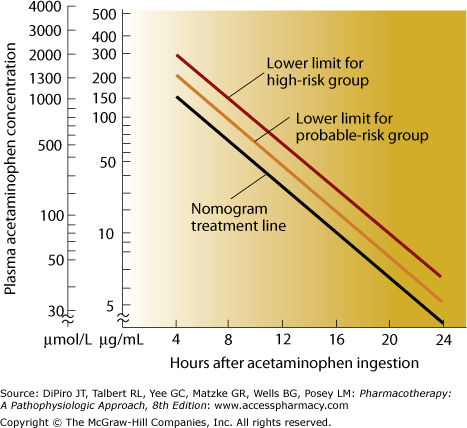 4000
2000
1300
1000
500
100
50
30
μmol/L
500
400
300
200
150
100
50
10
5
μg/mL
Plasma acetaminophen concentration
Lower limit for
high-risk group
Lower limit for
probable-risk group
Nomogram
treatment line
4 8 12 16 20 24
Hours after acetaminophen ingestion
Source: DiPiro JT, Talbert RL, Yee GC, Matzke GR, Wells BG, Posey LM: Pharmacotherapy:
A Pathophysiologic Approach, 8th Edition: www.accesspharmacy.com
Copyright © The McGraw-Hill Companies, Inc. All rights reserved.